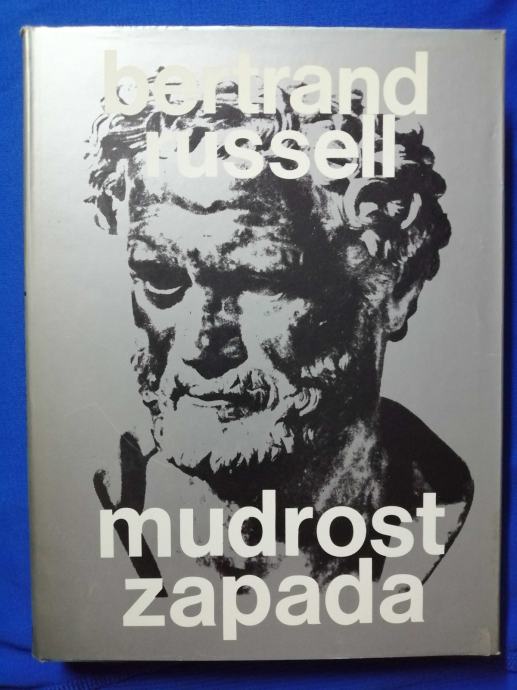 bertrand
russell
mudrost
zapada